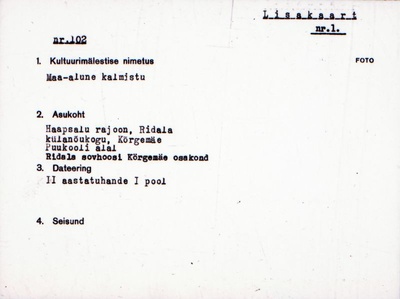 Lisakaart
nr.1.
nr.102
1. Kultuurimälestise nimetus
FOTO
Maa-alune kalmistu
2. Asukoht
Haapsalu rajoon, Ridala
külanõukogu, Kõrgemäe
Puukooli alal
Ridala sovhoosi Kõrgemäe osakond
3. Dateering
II aastatuhande I pool
4. Seisund